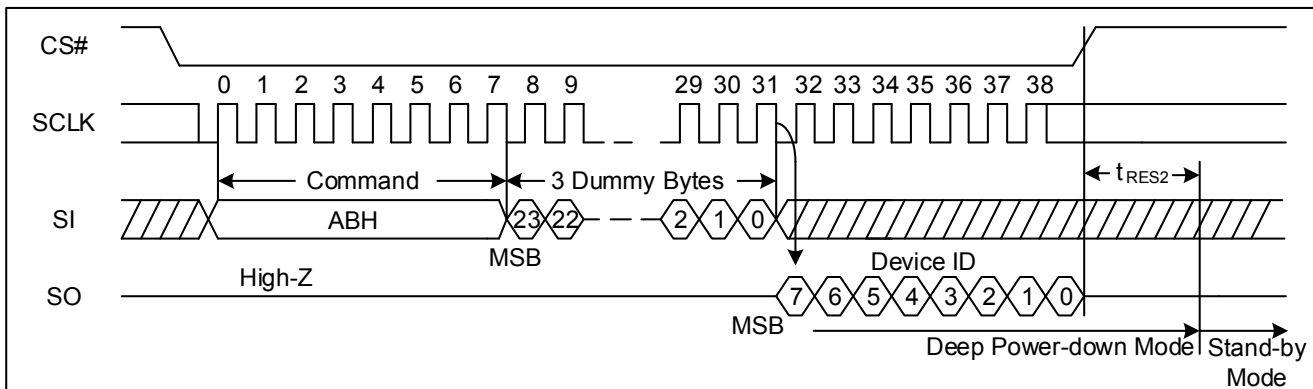 CS#
0 1 2 3 4 5 6 7 8 9 29 30 31 32 33 34 35 36 37 38
SCLK
Command 3 Dummy Bytes tRES2
SI ABH 23 22 2 1 0
MSB
High-Z Device ID
SO 7 6 5 4 3 2 1 0
MSB
Deep Power-down Mode Stand-by
Mode